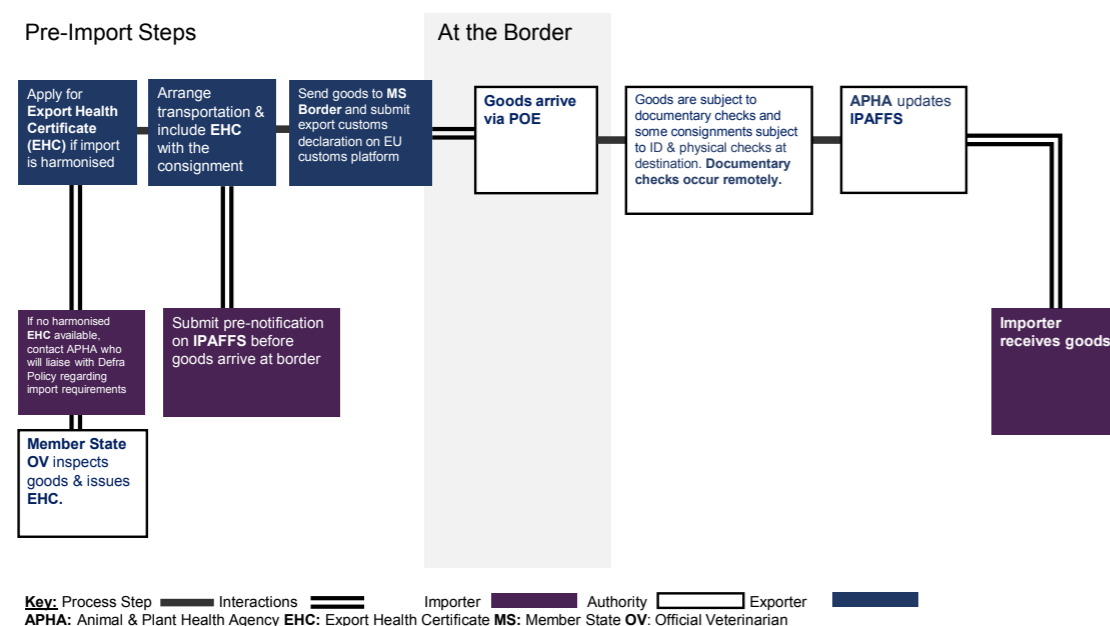 Pre-Import Steps
At the Border
Apply for
Export Health
Certificate
(EHC) if import
is harmonised
Arrange
transportation &
include EHC
with the
consignment
Send goods to MS
Border and submit
export customs
declaration on EU
customs platform
Goods arrive
via POE
Goods are subject to
documentary checks and
some consignments subject
to ID & physical checks at
destination. Documentary
checks occur remotely.
APHA updates
IPAFFS
If no harmonised
EHC available,
contact APHA who
will liaise with Defra
Policy regarding
import requirements
Submit pre-notification
on IPAFFS before
goods arrive at border
Importer
receives goods
Member State
OV inspects
goods & issues
EHC.
Key: Process Step Interactions Importer Authority Exporter
APHA: Animal & Plant Health Agency EHC: Export Health Certificate MS: Member State OV: Official Veterinarian